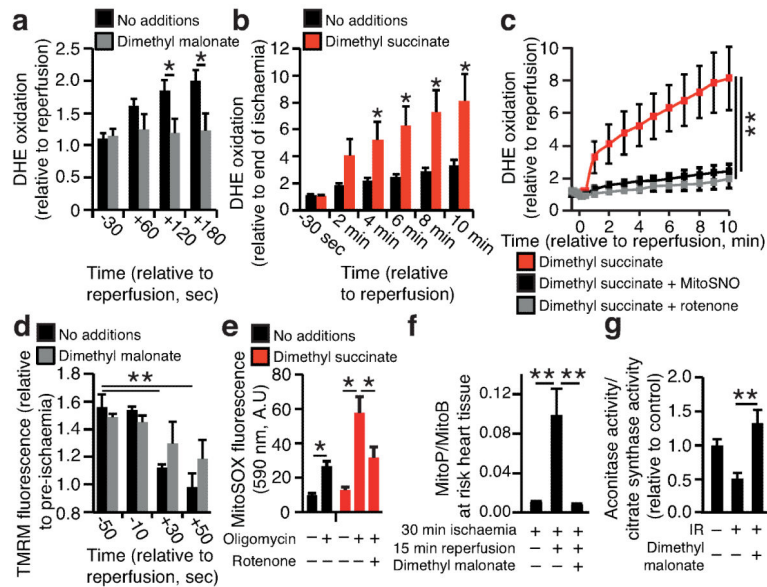 a
No additions
Dimethyl malonate
DHE oxidation
(relative to reperfusion)
2.5
2.0
1.5
1.0
0.5
0
*
*
-30
+60
+120
+180
Time (relative to
reperfusion, sec)
b
No additions
Dimethyl succinate
DHE oxidation
(relative to end of ischaemia)
12
10
8
6
4
2
0
* * * *
-30 sec
2 min
4 min
6 min
8 min
10 min
Time (relative
to reperfusion)
c
DHE oxidation
(relative to reperfusion)
10
8
6
4
2
0
**
0 2 4 6 8 10
Time (relative to reperfusion, min)
Dimethyl succinate
Dimethyl succinate + MitoSNO
Dimethyl succinate + rotenone
d
No additions
Dimethyl malonate
TMRM fluorescence (relative
to pre-ischaemia)
1.8
1.6
1.4
1.2
1.0
0.8
**
-50
-10
+30
+50
Time (relative to
reperfusion, sec)
e
No additions
Dimethyl succinate
MitoSOX fluorescence
(590 nm, A.U)
80
60
40
20
0
* * *
Oligomycin – + – + +
Rotenone – – – – +
f
MitoP/MitoB
at risk heart tissue
0.12
0.08
0.04
0.00
** **
30 min ischaemia + + +
15 min reperfusion – + +
Dimethyl malonate – – +
g
Aconitase activity/
citrate synthase activity
(relative to control)
2.0
1.5
1.0
0.5
0
**
IR – + +
Dimethyl
malonate – – +